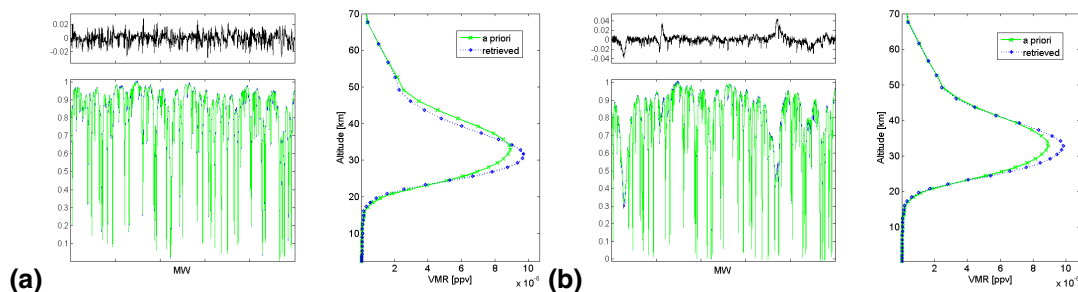 0.02
0
-0.02
1
0.9
0.8
0.7
0.6
0.5
0.4
0.3
0.2
0.1
MW
(a)
70
60
50
40
30
20
10
Altitude [km]
a priori
retrieved
2 4 6 8 10
VMR [ppv]
x 10⁻⁶
0.04
0.02
0
-0.02
-0.04
1
0.9
0.8
0.7
0.6
0.5
0.4
0.3
0.2
0.1
0
MW
(b)
70
60
50
40
30
20
10
Altitude [km]
a priori
retrieved
0 2 4 6 8 10
VMR [ppv]